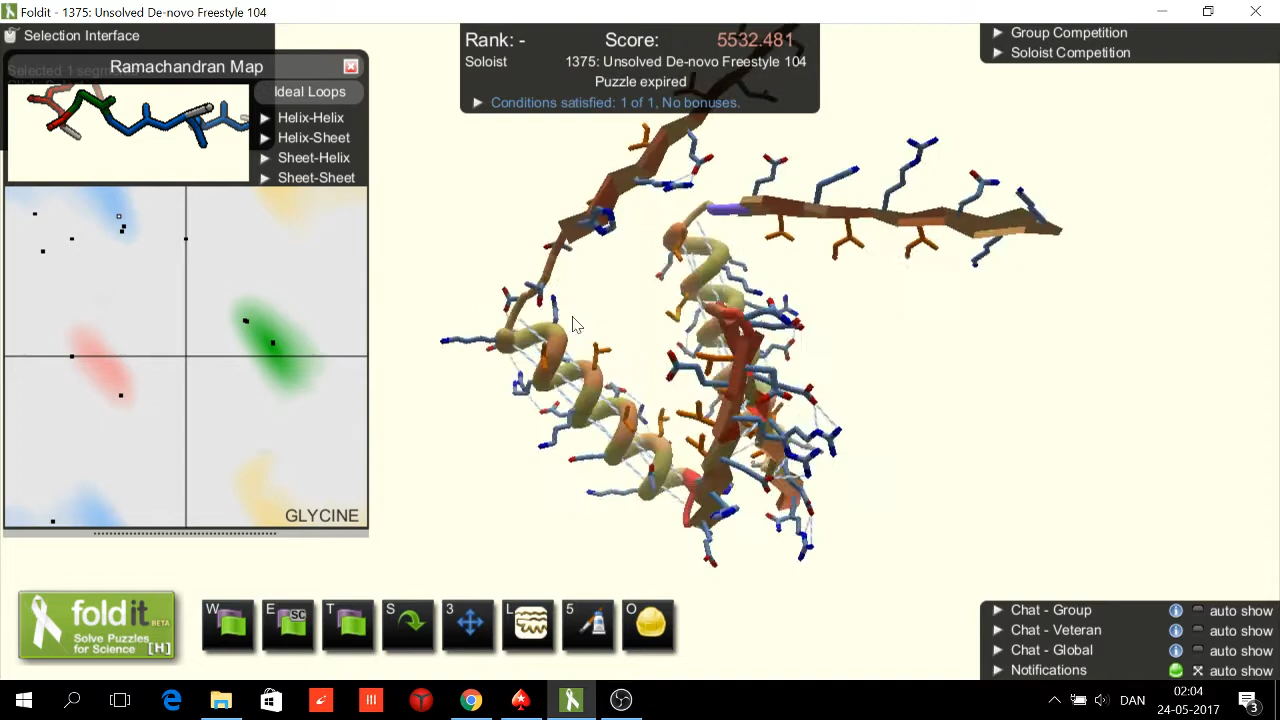 Foldit - 1375: Unsolved De-novo Freestyle 104
Selection Interface
Ramachandran Map
Ideal Loops
Helix-Helix
Helix-Sheet
Sheet-Helix
Sheet-Sheet
GLYCINE
Rank: - Score: 5532.481
Soloist 1375: Unsolved De-novo Freestyle 104
Puzzle expired
Conditions satisfied: 1 of 1, No bonuses.
Group Competition
Soloist Competition
foldit
BETA
Solve Puzzles
for Science [H]
W
E SC
T
S
3
L
5
O
Chat - Group auto show
Chat - Veteran auto show
Chat - Global auto show
Notifications auto show
DAN
02:04
24-05-2017
3